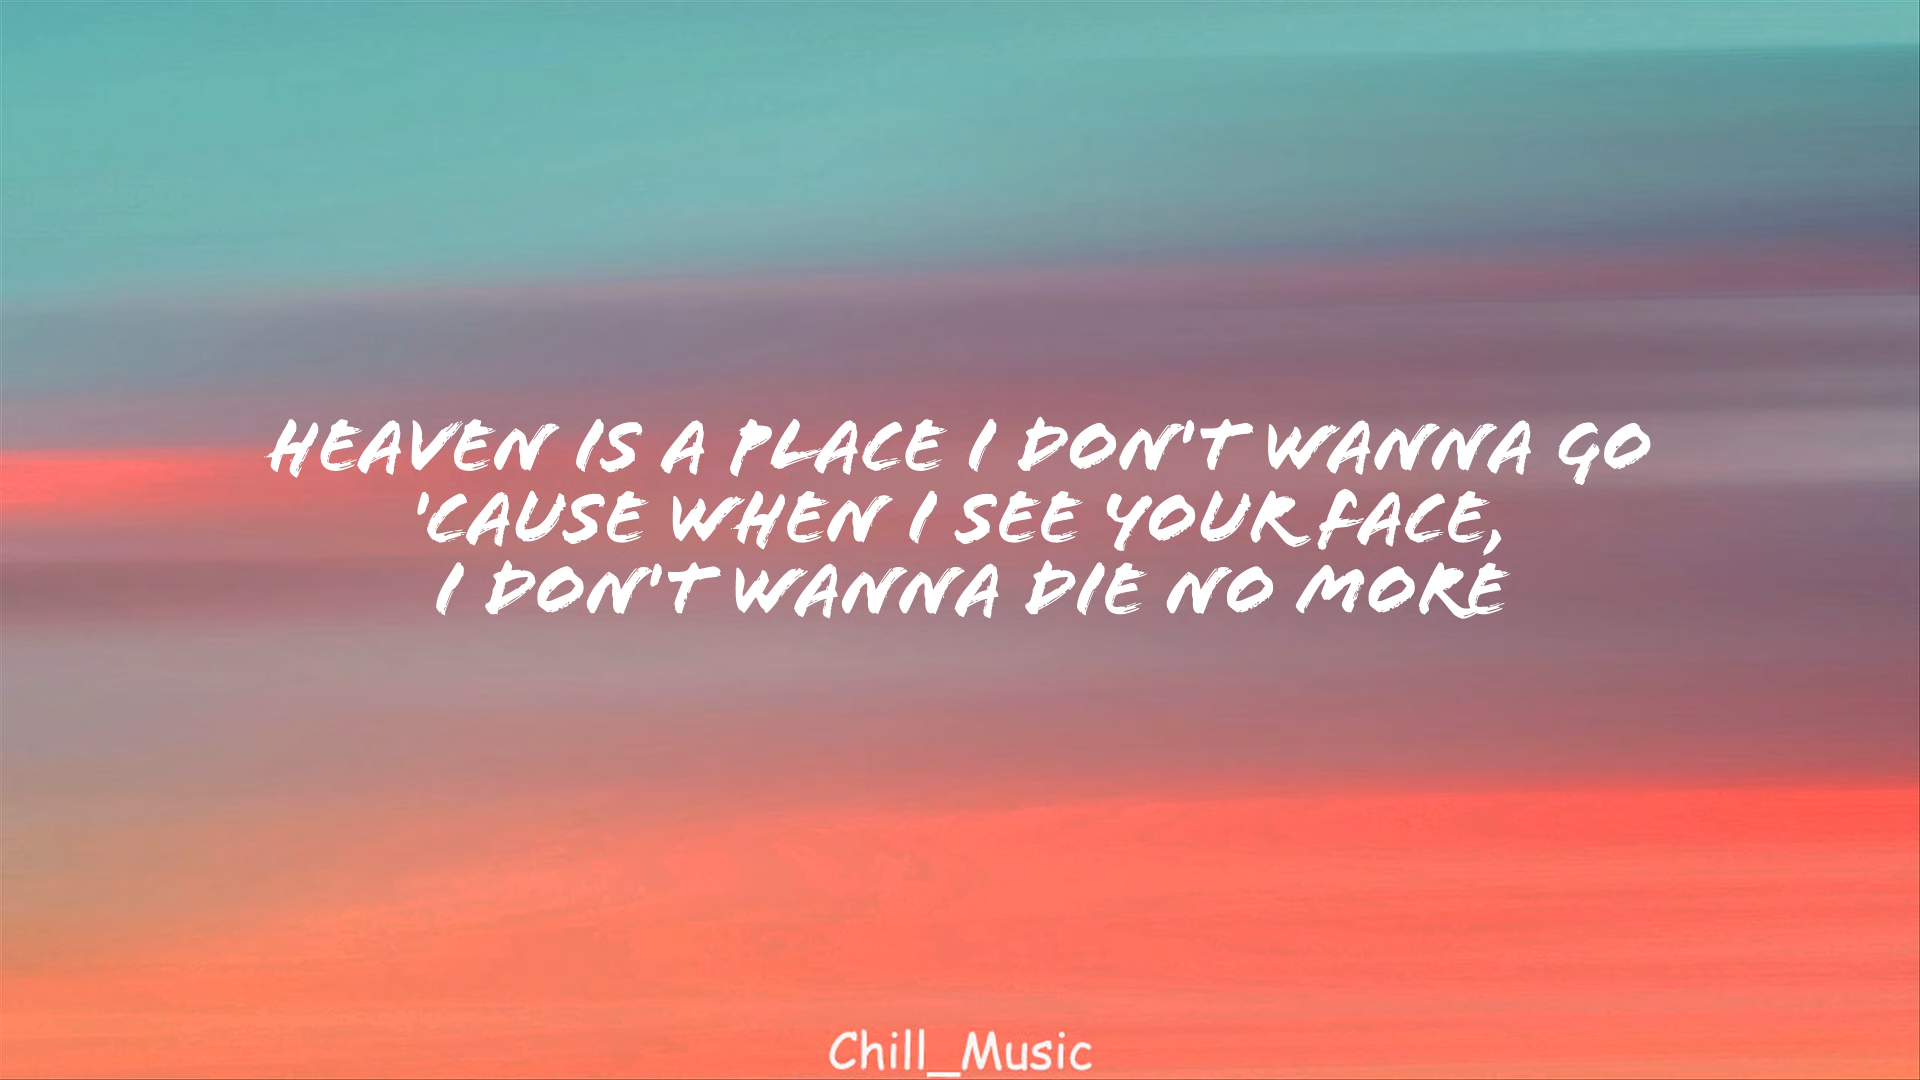 HEAVEN IS A PLACE I DON'T WANNA GO
'CAUSE WHEN I SEE YOUR FACE,
I DON'T WANNA DIE NO MORE
Chill_Music